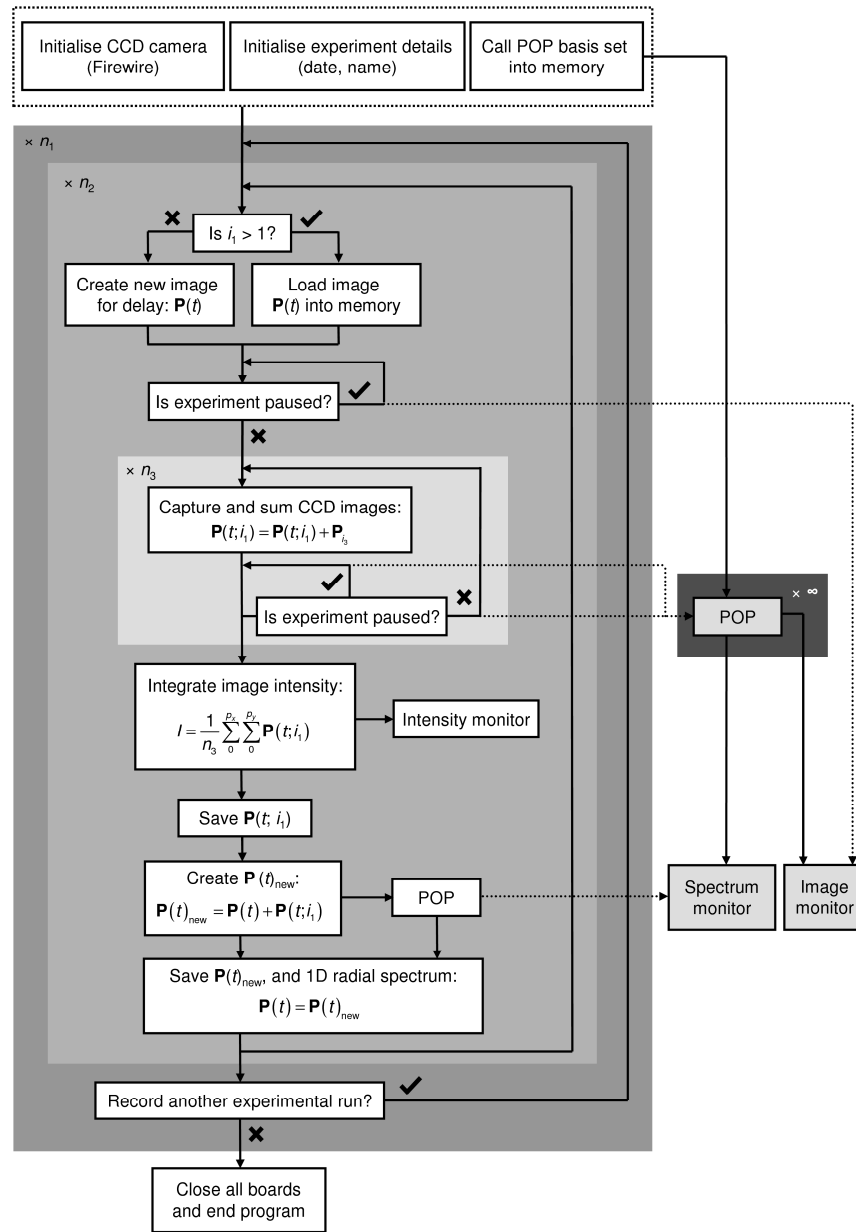 Initialise CCD camera
(Firewire)
Initialise experiment details
(date, name)
Call POP basis set
into memory
× n₁
× n₂
Is i₁ > 1?
Create new image
for delay: P(t)
Load image
P(t) into memory
Is experiment paused?
× n₃
Capture and sum CCD images:
P(t;i₁) = P(t;i₁) + P_i₃
Is experiment paused?
× ∞
POP
Integrate image intensity:
I = 1/n₃ ∑₀^pₓ ∑₀^p_y P(t;i₁)
Intensity monitor
Save P(t; i₁)
Create P (t)new:
P(t)new = P(t) + P(t;i₁)
POP
Spectrum
monitor
Image
monitor
Save P(t)new, and 1D radial spectrum:
P(t) = P(t)new
Record another experimental run?
Close all boards
and end program